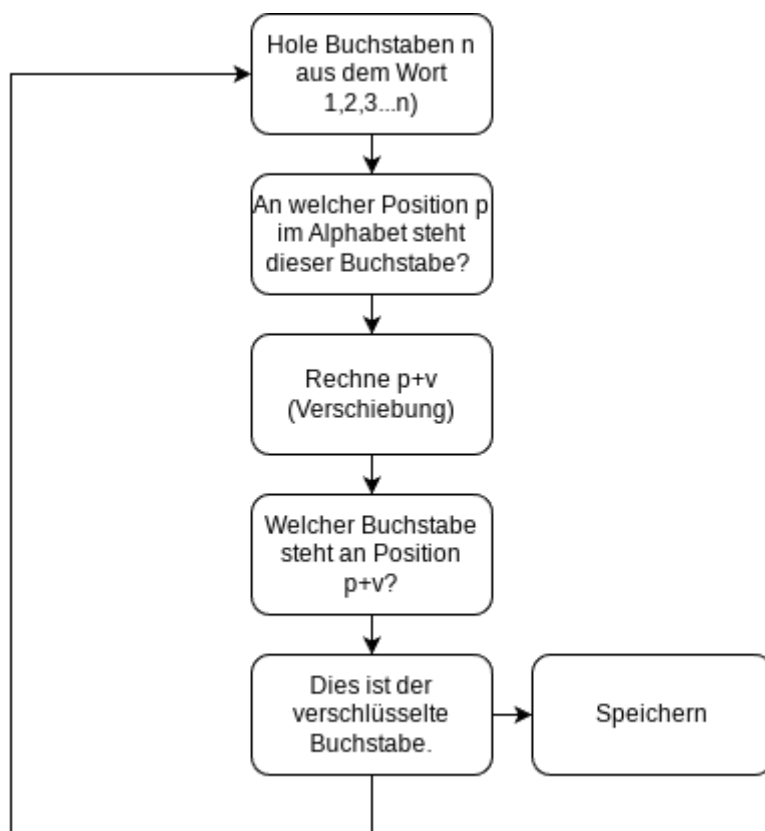 Hole Buchstaben n
aus dem Wort
1,2,3...n)
An welcher Position p
im Alphabet steht
dieser Buchstabe?
Rechne p+v
(Verschiebung)
Welcher Buchstabe
steht an Position
p+v?
Dies ist der
verschlüsselte
Buchstabe.
Speichern